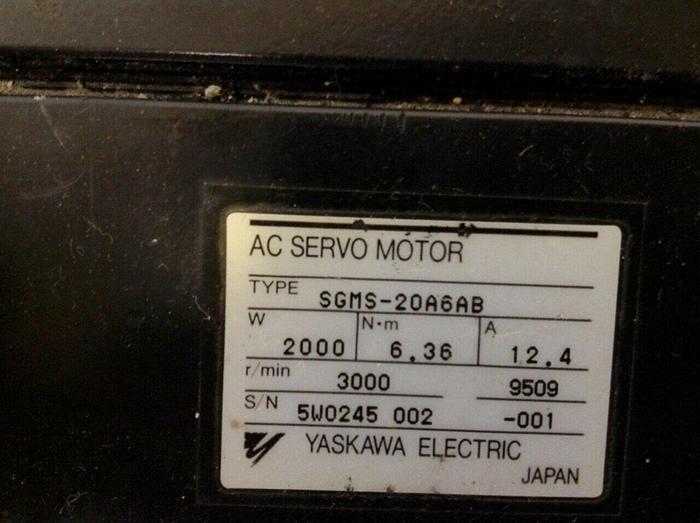 AC SERVO MOTOR
TYPE SGMS-20A6AB
W N·m A
2000 6.36 12.4
r/min 3000 9509
S/N 5W0245 002 -001
YASKAWA ELECTRIC
JAPAN